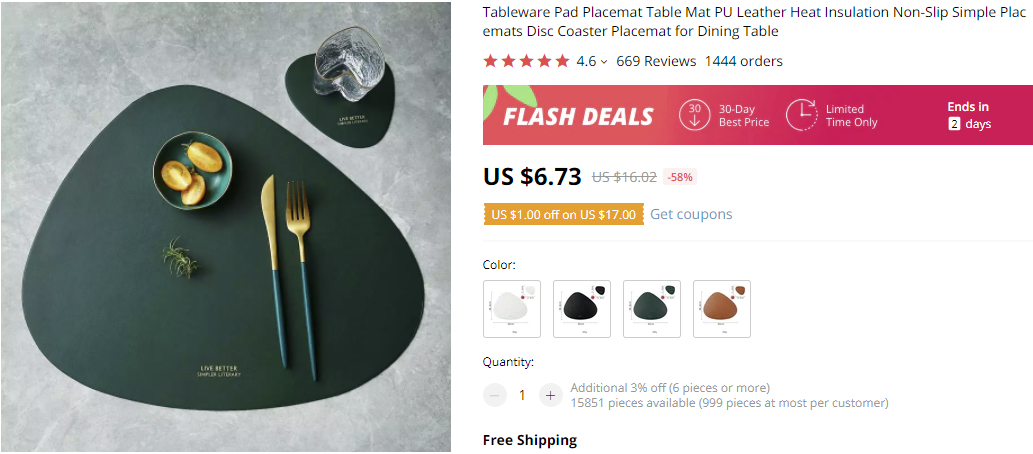 Tableware Pad Placemat Table Mat PU Leather Heat Insulation Non-Slip Simple Plac
emats Disc Coaster Placemat for Dining Table
4.6 669 Reviews 1444 orders
FLASH DEALS
30
30-Day
Best Price
Limited
Time Only
Ends in
2 days
US $6.73 US $16.02 -58%
US $1.00 off on US $17.00 Get coupons
Color:
Quantity:
1
Additional 3% off (6 pieces or more)
15851 pieces available (999 pieces at most per customer)
Free Shipping
LIVE BETTER
SIMPLER LITERARY
LIVE BETTER
SIMPLER LITERARY